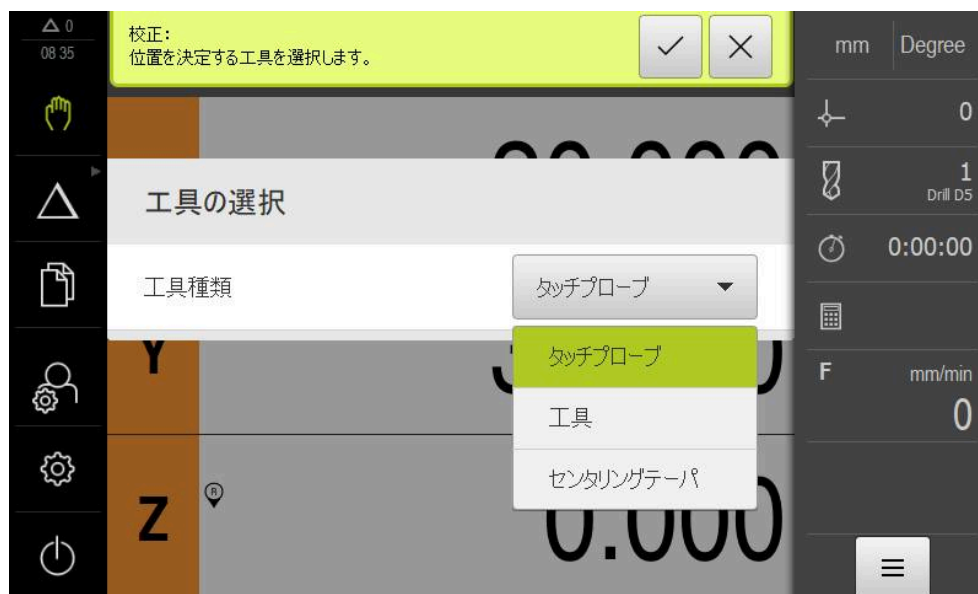 0
08 35
校正:
位置を決定する工具を選択します。
mm Degree
0
工具の選択
1
Drill D5
0:00:00
工具種類
タッチプローブ
タッチプローブ
工具
センタリングテーパ
Y
F mm/min
0
Z
R
0.000